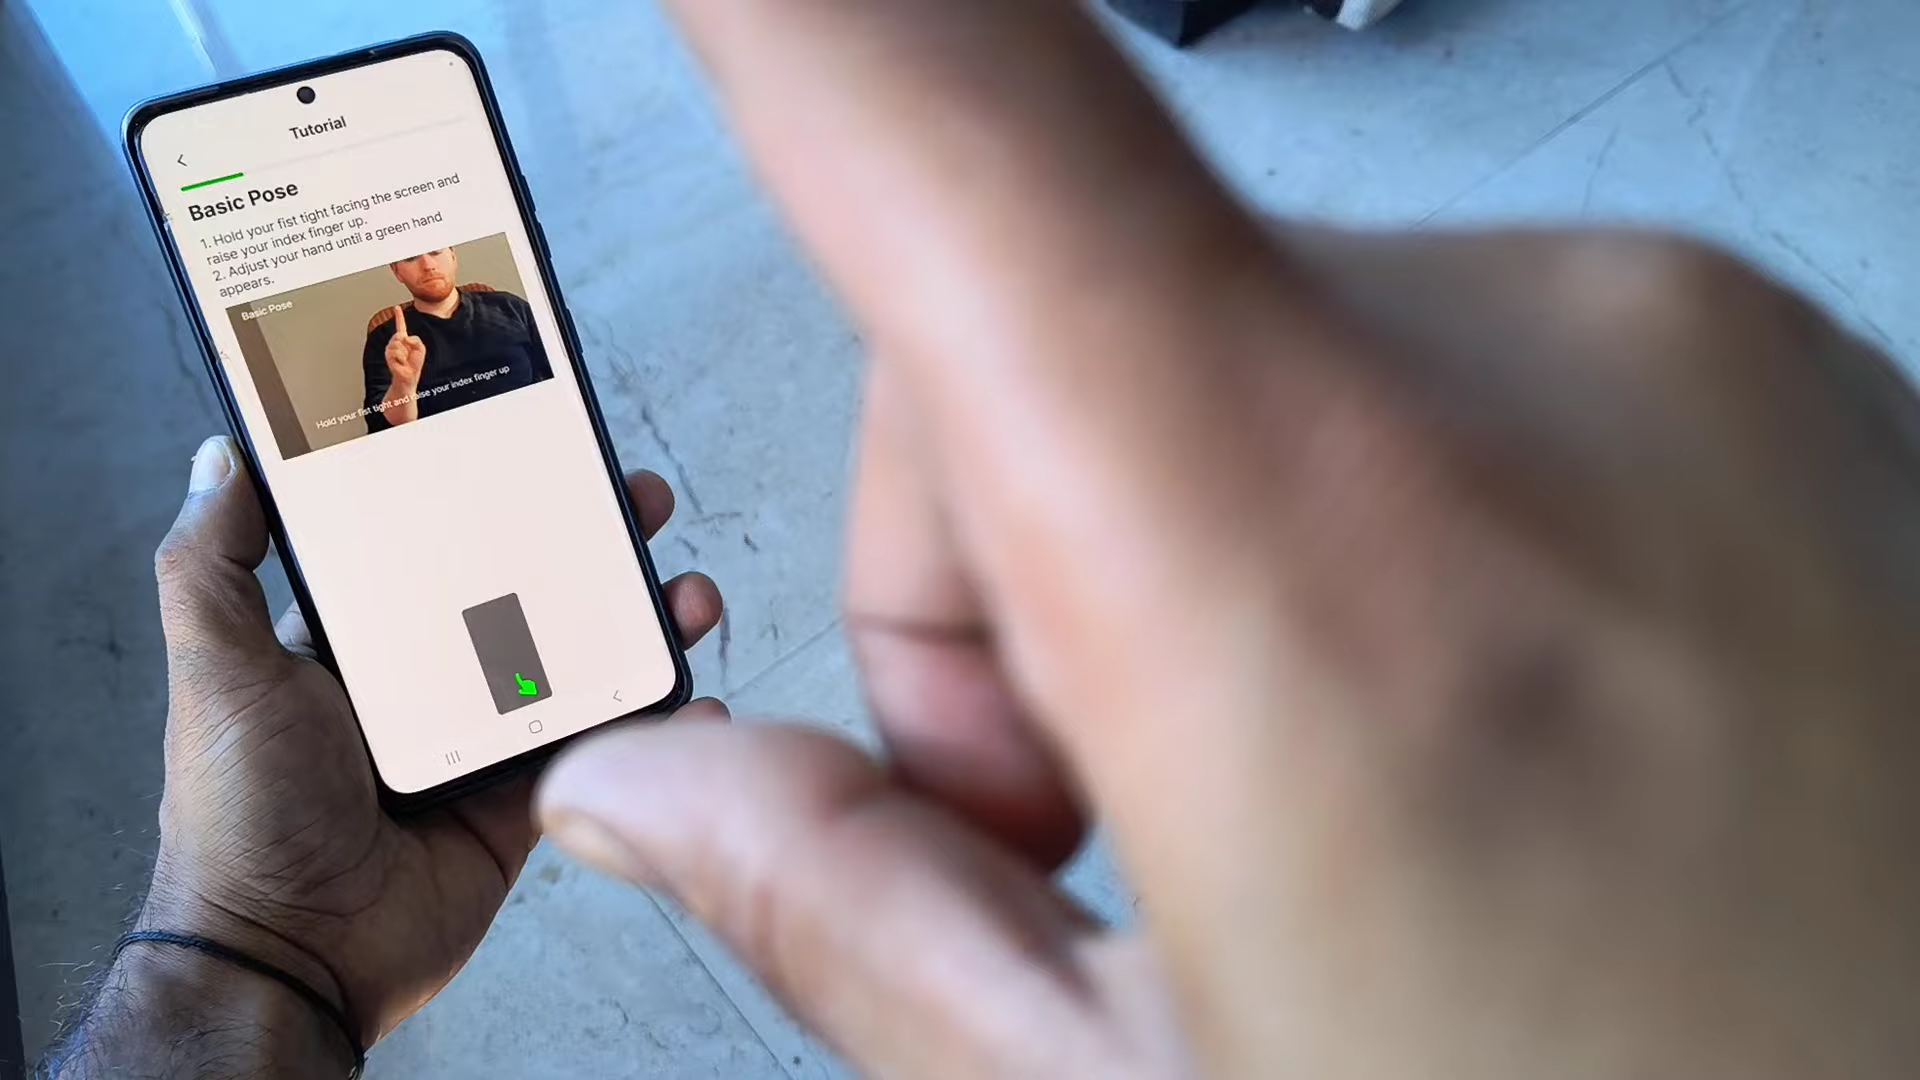 Tutorial
Basic Pose
1. Hold your fist tight facing the screen and
raise your index finger up.
2. Adjust your hand until a green hand
appears.
Basic Pose
Hold your fist tight and raise your index finger up